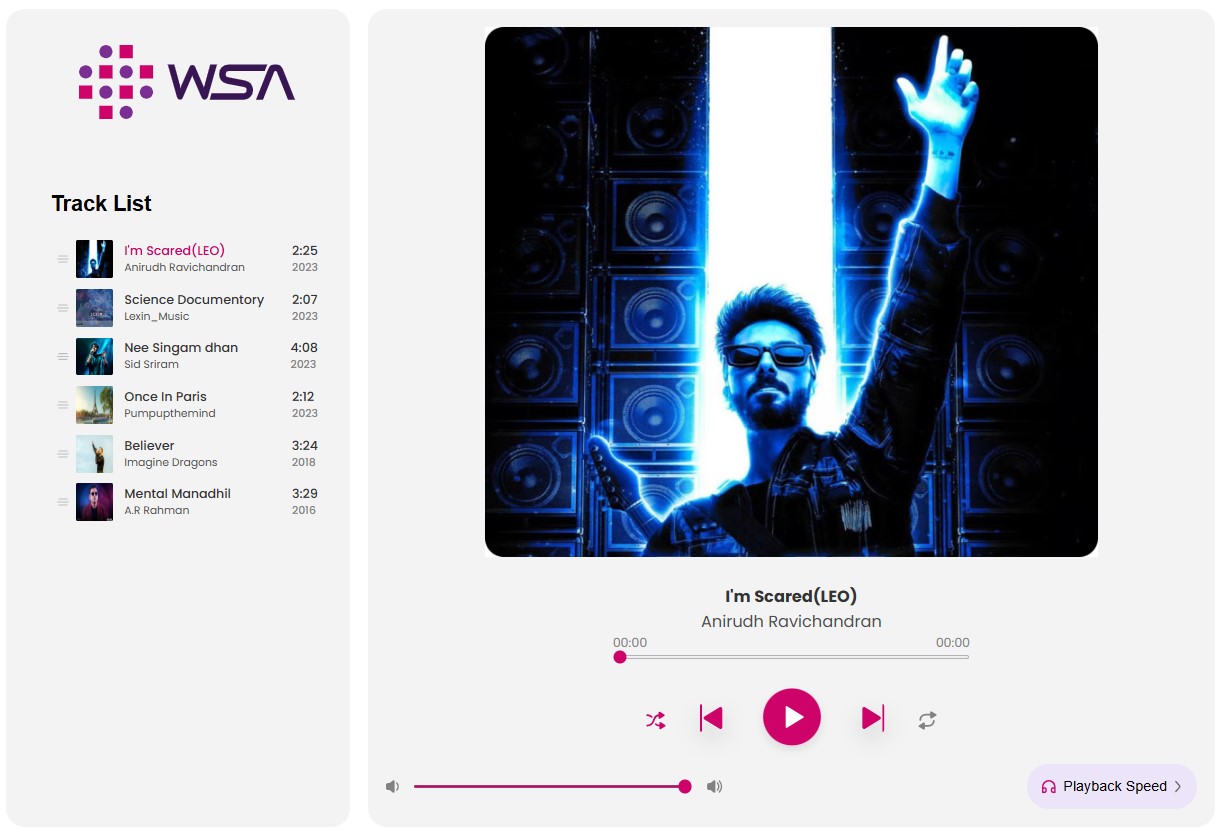 WSA
Track List
I'm Scared(LEO) 2:25
Anirudh Ravichandran 2023
Science Documentory 2:07
Lexin_Music 2023
Nee Singam dhan 4:08
Sid Sriram 2023
Once In Paris 2:12
Pumpupthemind 2023
Believer 3:24
Imagine Dragons 2018
Mental Manadhil 3:29
A.R Rahman 2016
I'm Scared(LEO)
Anirudh Ravichandran
00:00 00:00
Playback Speed